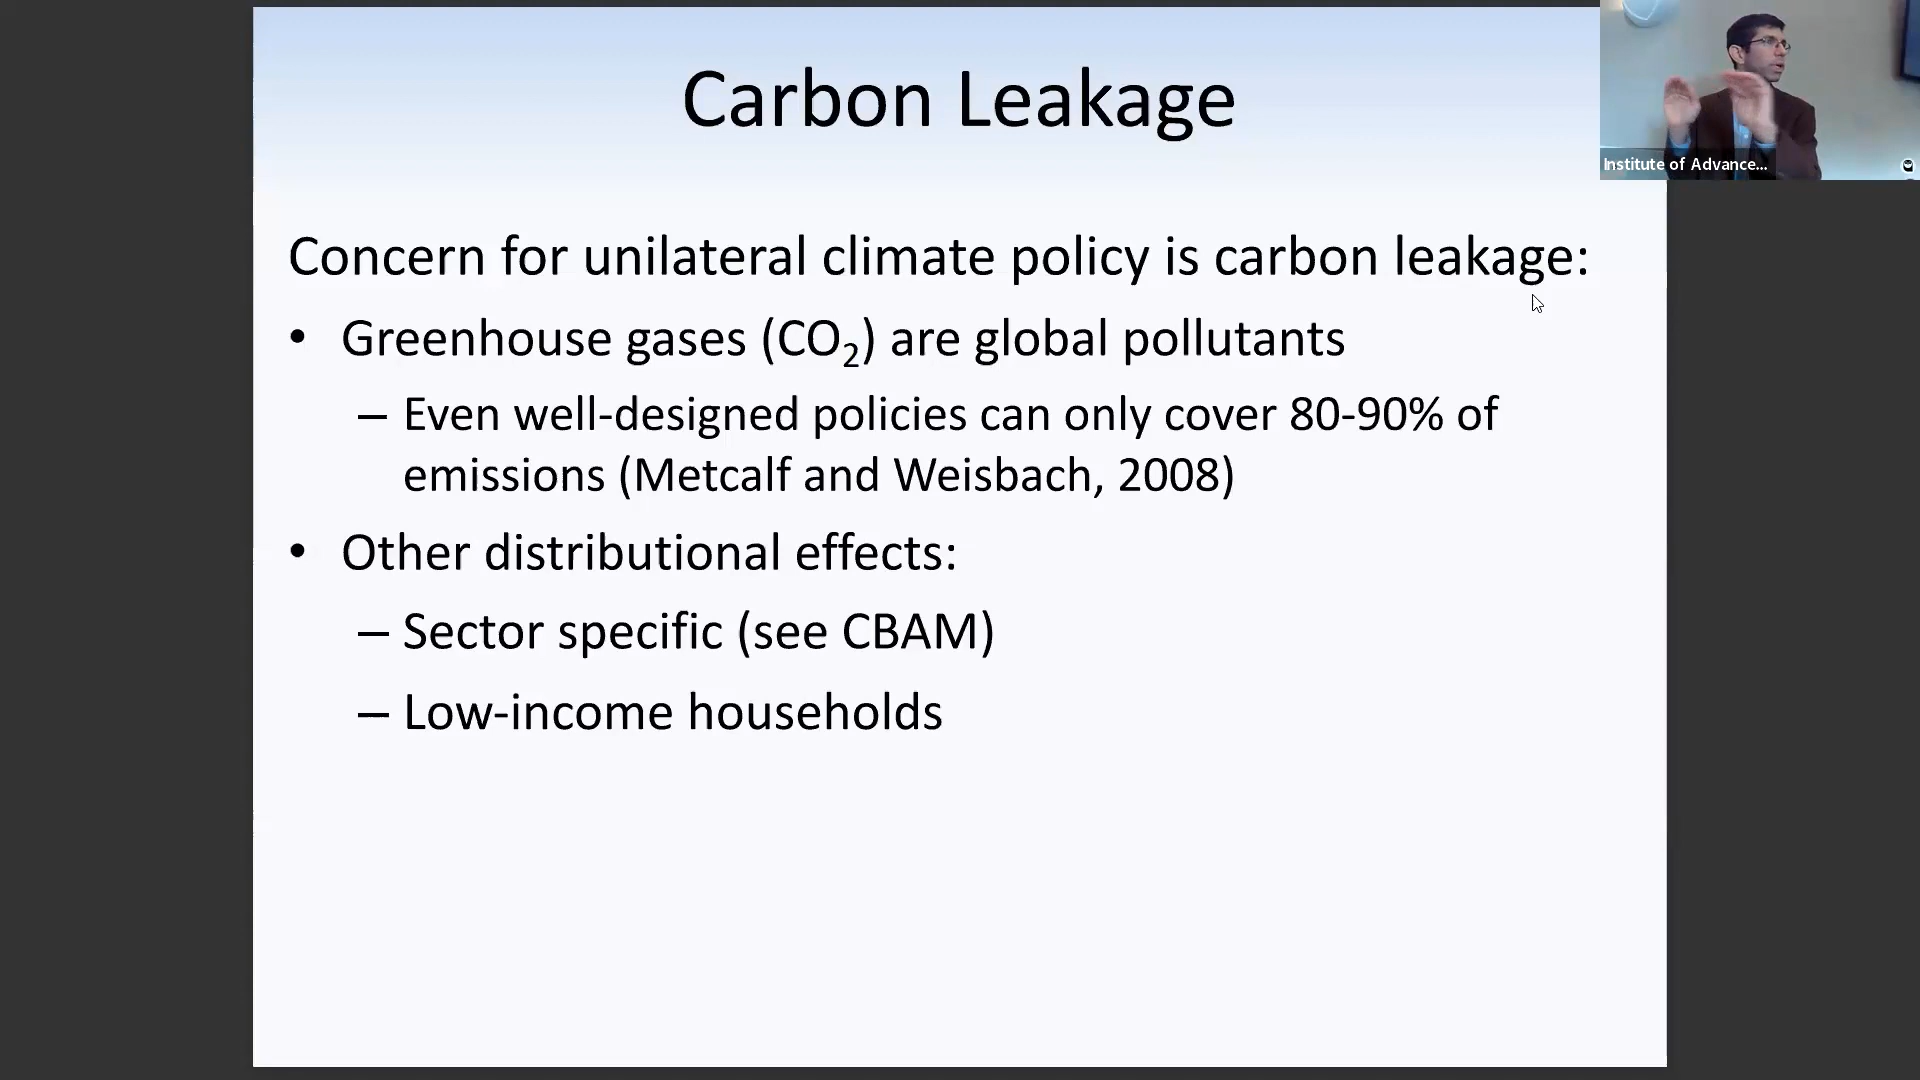 Carbon Leakage
Institute of Advance...
Concern for unilateral climate policy is carbon leakage:
• Greenhouse gases (CO₂) are global pollutants
– Even well-designed policies can only cover 80-90% of
emissions (Metcalf and Weisbach, 2008)
• Other distributional effects:
– Sector specific (see CBAM)
– Low-income households